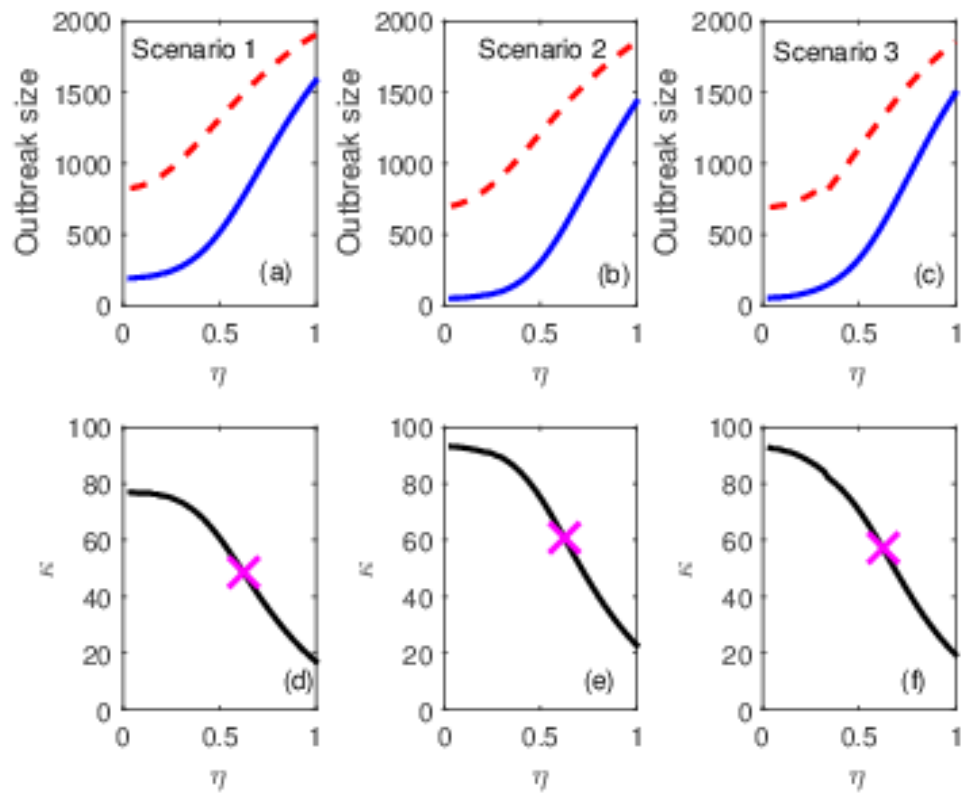 2000
1500
1000
500
0
Outbreak size
Scenario 1
(a)
0
0.5
1
η
2000
1500
1000
500
0
Outbreak size
Scenario 2
(b)
0
0.5
1
η
2000
1500
1000
500
0
Outbreak size
Scenario 3
(c)
0
0.5
1
η
100
80
60
40
20
0
κ
(d)
0
0.5
1
η
100
80
60
40
20
0
κ
(e)
0
0.5
1
η
100
80
60
40
20
0
κ
(f)
0
0.5
1
η